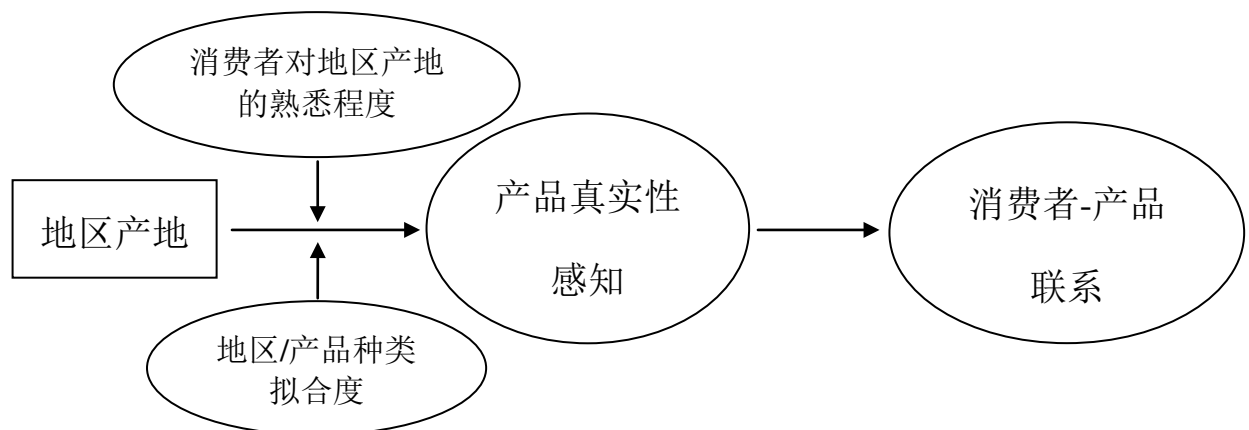 消费者对地区产地
的熟悉程度
地区产地
产品真实性
感知
消费者-产品
联系
地区/产品种类
拟合度